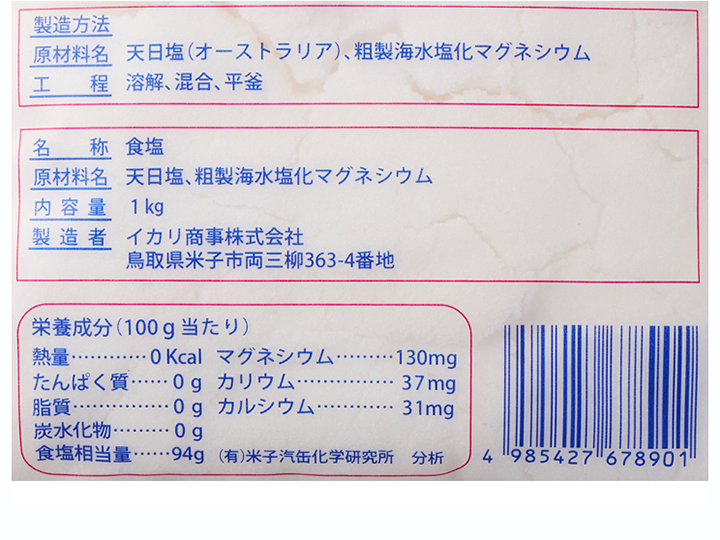 製造方法
原材料名 天日塩(オーストラリア)、粗製海水塩化マグネシウム
工程 溶解、混合、平釜
名称 食塩
原材料名 天日塩、粗製海水塩化マグネシウム
内容量 1kg
製造者 イカリ商事株式会社
鳥取県米子市両三柳363-4番地
栄養成分(100g当たり)
熱量…………0Kcal マグネシウム………130mg
たんぱく質……0g カリウム……………37mg
脂質……………0g カルシウム…………31mg
炭水化物………0g
食塩相当量……94g (有)米子汽缶化学研究所 分析
4 985427 678901